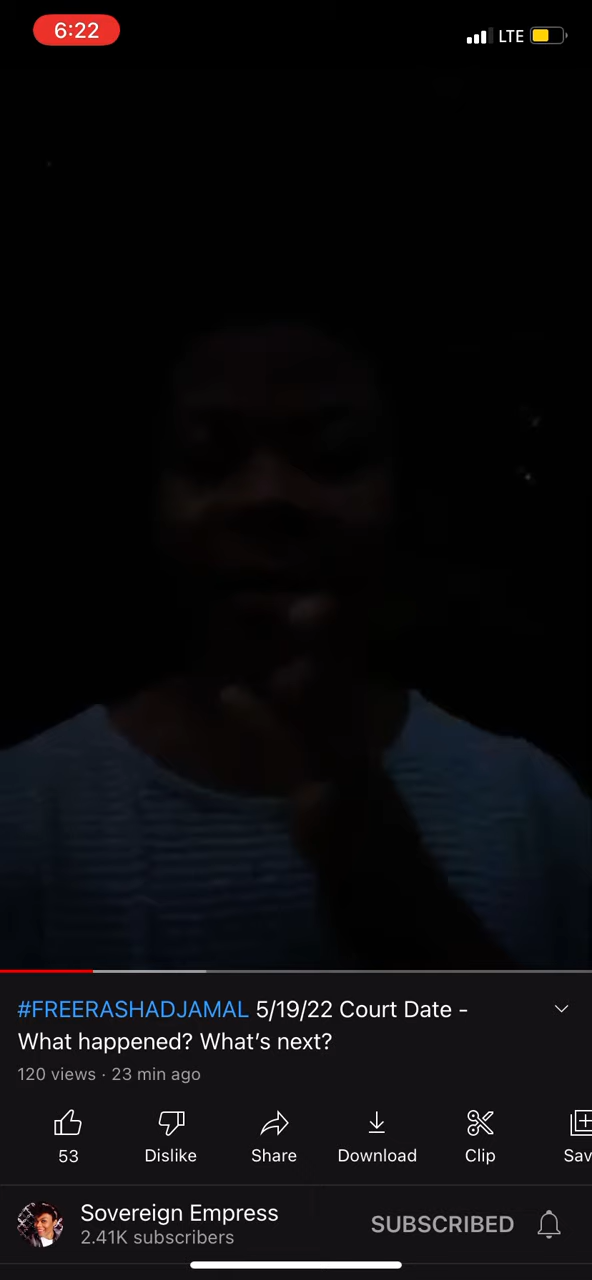 6:22
LTE
#FREERASHADJAMAL 5/19/22 Court Date -
What happened? What’s next?
120 views · 23 min ago
53
Dislike
Share
Download
Clip
Sav
Sovereign Empress
2.41K subscribers
SUBSCRIBED